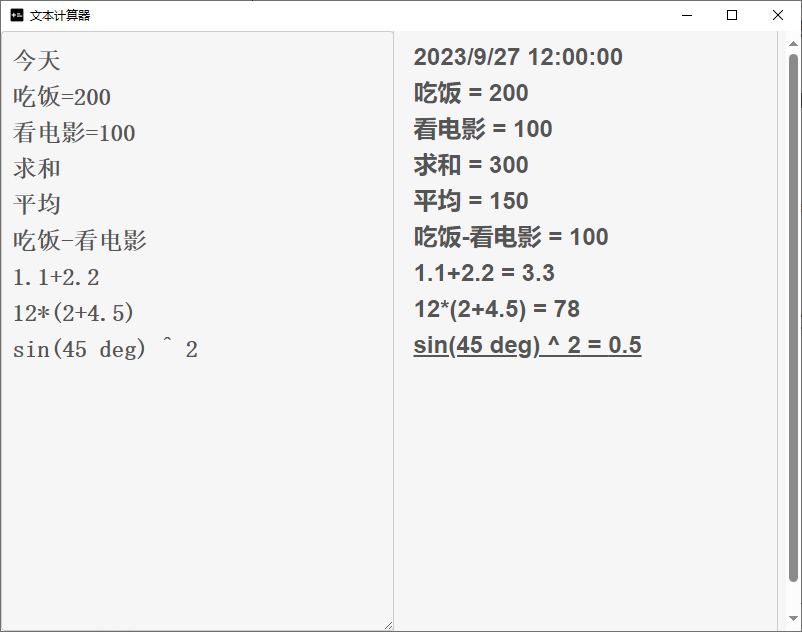 文本计算器
今天
吃饭=200
看电影=100
求和
平均
吃饭-看电影
1.1+2.2
12*(2+4.5)
sin(45 deg) ^ 2
2023/9/27 12:00:00
吃饭 = 200
看电影 = 100
求和 = 300
平均 = 150
吃饭-看电影 = 100
1.1+2.2 = 3.3
12*(2+4.5) = 78
sin(45 deg) ^ 2 = 0.5